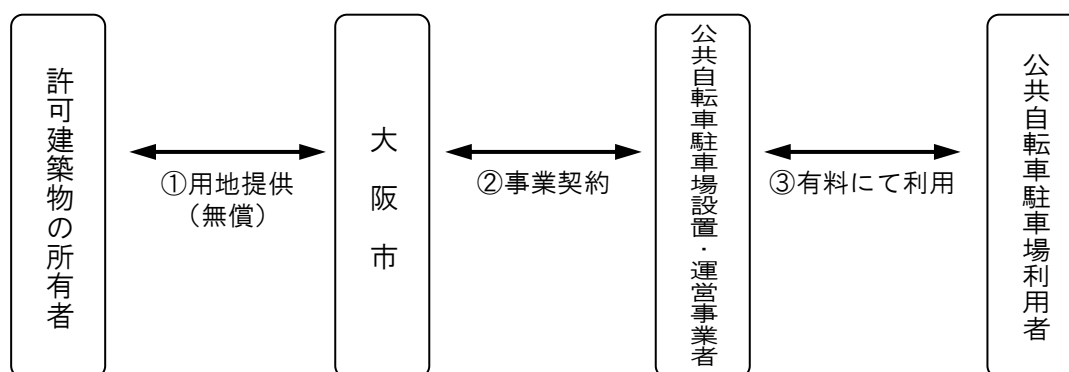 許可建築物の所有者
①用地提供
（無償）
大阪市
②事業契約
公共自転車駐車場設置・運営事業者
③有料にて利用
公共自転車駐車場利用者